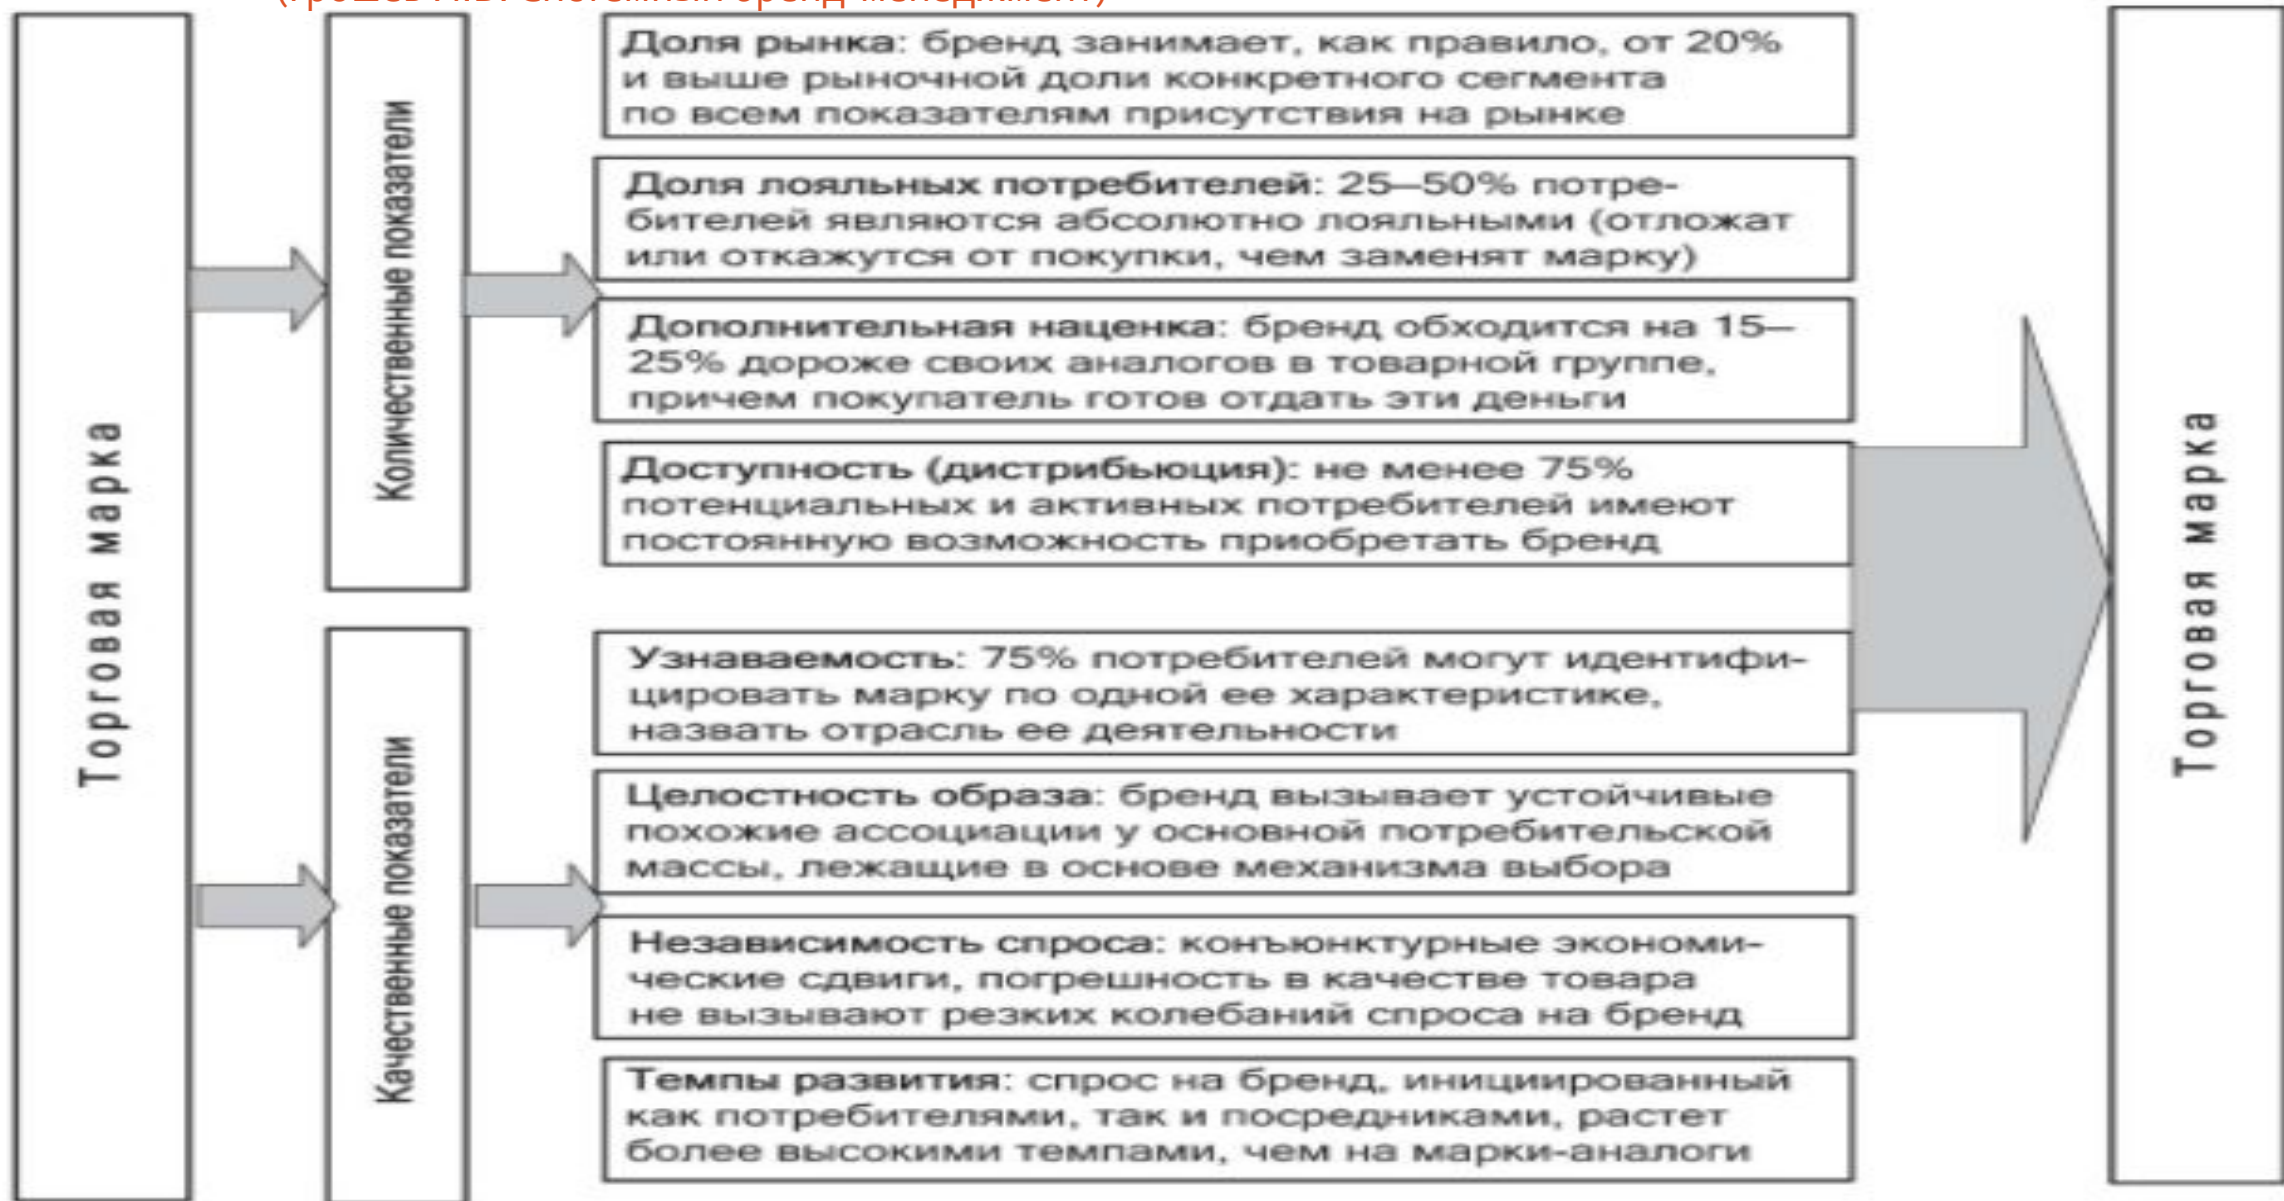 Торговая марка
Количественные показатели
Доля рынка: бренд занимает, как правило, от 20%
и выше рыночной доли конкретного сегмента
по всем показателям присутствия на рынке
Доля лояльных потребителей: 25–50% потре-
бителей являются абсолютно лояльными (отложат
или откажутся от покупки, чем заменят марку)
Дополнительная наценка: бренд обходится на 15–
25% дороже своих аналогов в товарной группе,
причем покупатель готов отдать эти деньги
Доступность (дистрибьюция): не менее 75%
потенциальных и активных потребителей имеют
постоянную возможность приобретать бренд
Качественные показатели
Узнаваемость: 75% потребителей могут идентифи-
цировать марку по одной ее характеристике,
назвать отрасль ее деятельности
Целостность образа: бренд вызывает устойчивые
похожие ассоциации у основной потребительской
массы, лежащие в основе механизма выбора
Независимость спроса: конъюнктурные экономи-
ческие сдвиги, погрешность в качестве товара
не вызывают резких колебаний спроса на бренд
Темпы развития: спрос на бренд, инициированный
как потребителями, так и посредниками, растет
более высокими темпами, чем на марки-аналоги
Торговая марка